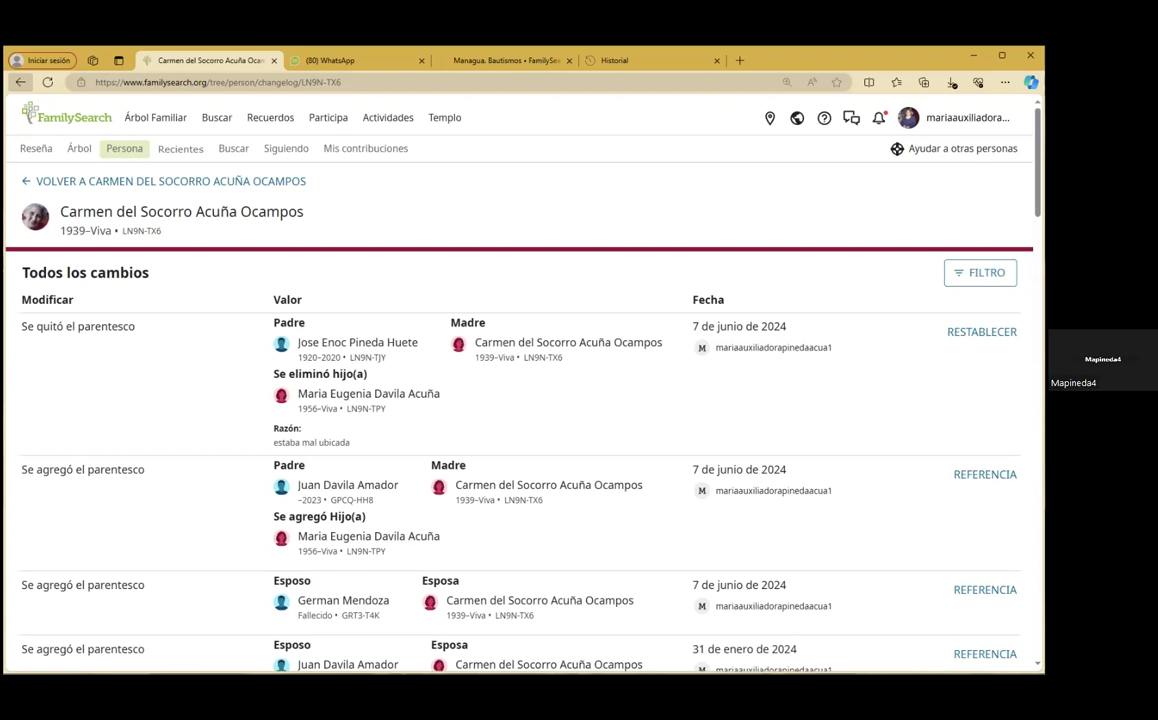 Iniciar sesión
Carmen del Socorro Acuña Ocam
(80) WhatsApp
Managua. Bautismos • FamilySe
Historial
https://www.familysearch.org/tree/person/changelog/LN9N-TX6
FamilySearch
Árbol Familiar
Buscar
Recuerdos
Participa
Actividades
Templo
mariaauxiliadora...
Reseña
Árbol
Persona
Recientes
Buscar
Siguiendo
Mis contribuciones
Ayudar a otras personas
← VOLVER A CARMEN DEL SOCORRO ACUÑA OCAMPOS
Carmen del Socorro Acuña Ocampos
1939–Viva • LN9N-TX6
Todos los cambios
FILTRO
Modificar
Valor
Fecha
Se quitó el parentesco
Padre
Madre
7 de junio de 2024
RESTABLECER
Jose Enoc Pineda Huete
Carmen del Socorro Acuña Ocampos
M mariaauxiliadorapinedaacua1
1920–2020 • LN9N-TJY
1939–Viva • LN9N-TX6
Se eliminó hijo(a)
Maria Eugenia Davila Acuña
1956–Viva • LN9N-TPY
Razón:
estaba mal ubicada
Se agregó el parentesco
Padre
Madre
7 de junio de 2024
REFERENCIA
Juan Davila Amador
Carmen del Socorro Acuña Ocampos
M mariaauxiliadorapinedaacua1
–2023 • GPCQ-HH8
1939–Viva • LN9N-TX6
Se agregó Hijo(a)
Maria Eugenia Davila Acuña
1956–Viva • LN9N-TPY
Se agregó el parentesco
Esposo
Esposa
7 de junio de 2024
REFERENCIA
German Mendoza
Carmen del Socorro Acuña Ocampos
M mariaauxiliadorapinedaacua1
Fallecido • GRT3-T4K
1939–Viva • LN9N-TX6
Se agregó el parentesco
Esposo
Esposa
31 de enero de 2024
REFERENCIA
Juan Davila Amador
Carmen del Socorro Acuña Ocampos
M mariaauxiliadorapinedaacua1
Mapineda4
Mapineda4